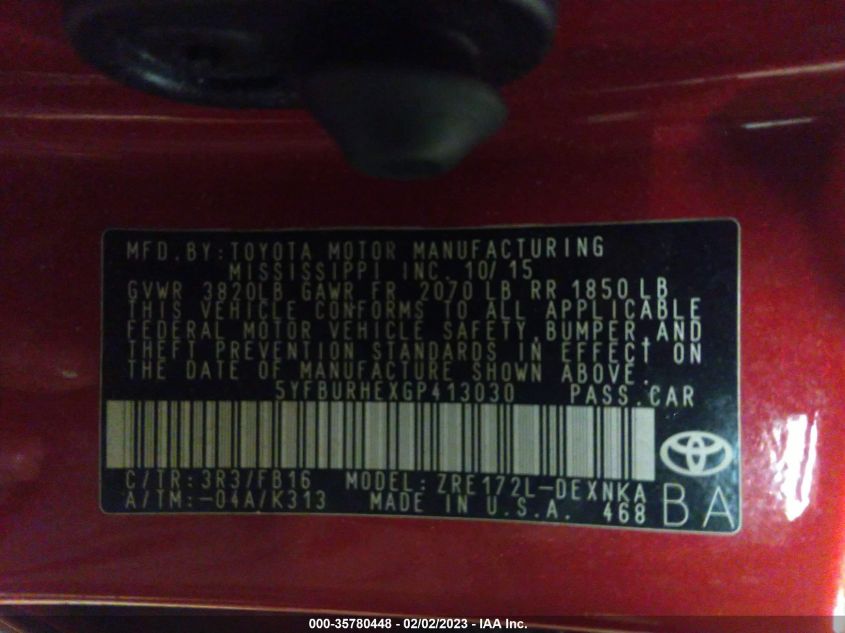 MFD.BY:TOYOTA MOTOR MANUFACTURING
MISSISSIPPI INC. 10/15
GVWR 3820LB GAWR FR 2070 LB RR 1850 LB
THIS VEHICLE CONFORMS TO ALL APPLICABLE
FEDERAL MOTOR VEHICLE SAFETY,BUMPER,AND
THEFT PREVENTION STANDARDS IN EFFECT ON
THE DATE OF MANUFACTURE SHOWN ABOVE.
5YFBURHEXGP413030 PASS.CAR
C/TR:3R3/FB16 MODEL:ZRE172L-DEXNKA
A/TM:-04A/K313 MADE IN U.S.A. 468 BA
000-35780448 - 02/02/2023 - IAA Inc.